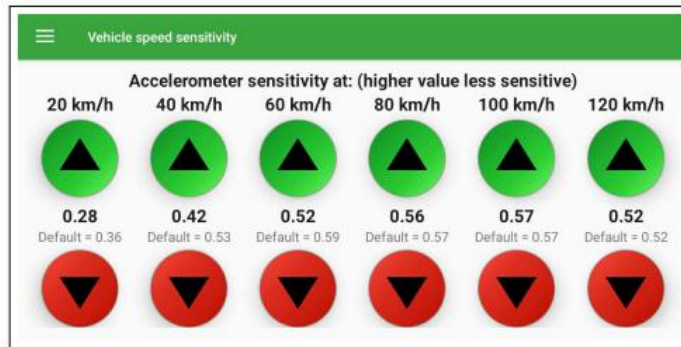 Vehicle speed sensitivity
Accelerometer sensitivity at: (higher value less sensitive)
20 km/h 40 km/h 60 km/h 80 km/h 100 km/h 120 km/h
0.28 0.42 0.52 0.56 0.57 0.52
Default = 0.36 Default = 0.53 Default = 0.59 Default = 0.57 Default = 0.57 Default = 0.52